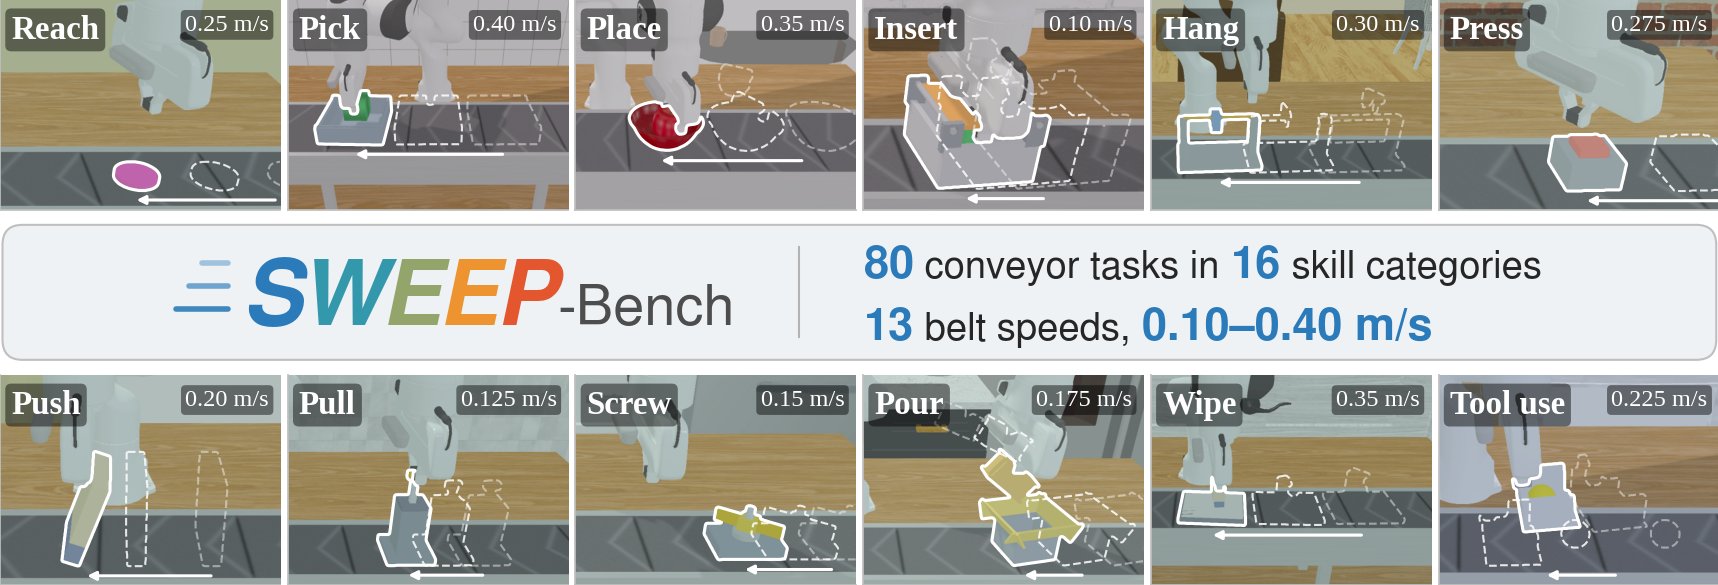 Reach 0.25 m/s
Pick 0.40 m/s
Place 0.35 m/s
Insert 0.10 m/s
Hang 0.30 m/s
Press 0.275 m/s
SWEEP-Bench
80 conveyor tasks in 16 skill categories
13 belt speeds, 0.10–0.40 m/s
Push 0.20 m/s
Pull 0.125 m/s
Screw 0.15 m/s
Pour 0.175 m/s
Wipe 0.35 m/s
Tool use 0.225 m/s